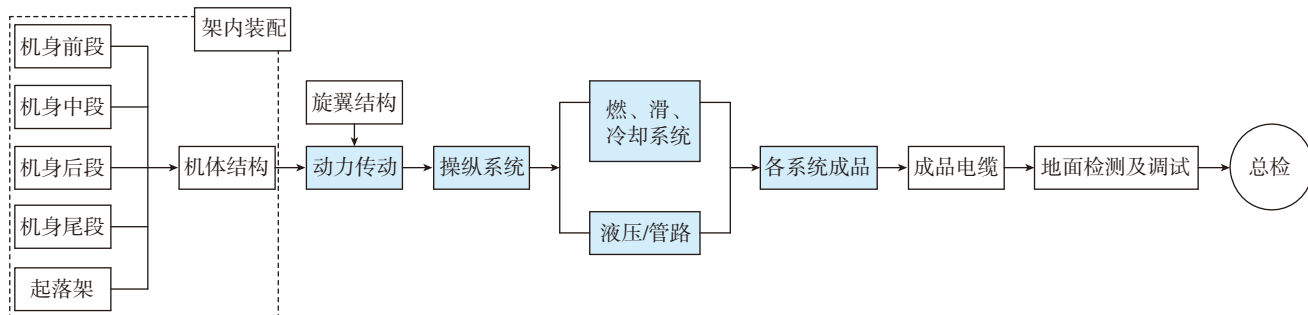 架内装配
机身前段
机身中段
机身后段
机身尾段
起落架
机体结构
旋翼结构
动力传动
操纵系统
燃、滑、
冷却系统
液压/管路
各系统成品
成品电缆
地面检测及调试
总检